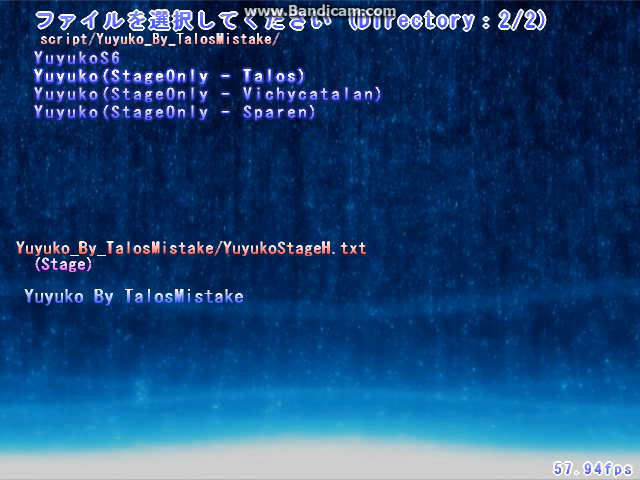 www.Bandicam.com
ファイルを選択してください (Directory：2/2)
script/Yuyuko_By_TalosMistake/
YuyukoS6
Yuyuko(StageOnly - Talos)
Yuyuko(StageOnly - Vichycatalan)
Yuyuko(StageOnly - Sparen)
Yuyuko_By_TalosMistake/YuyukoStageH.txt
(Stage)
Yuyuko By TalosMistake
57.94fps